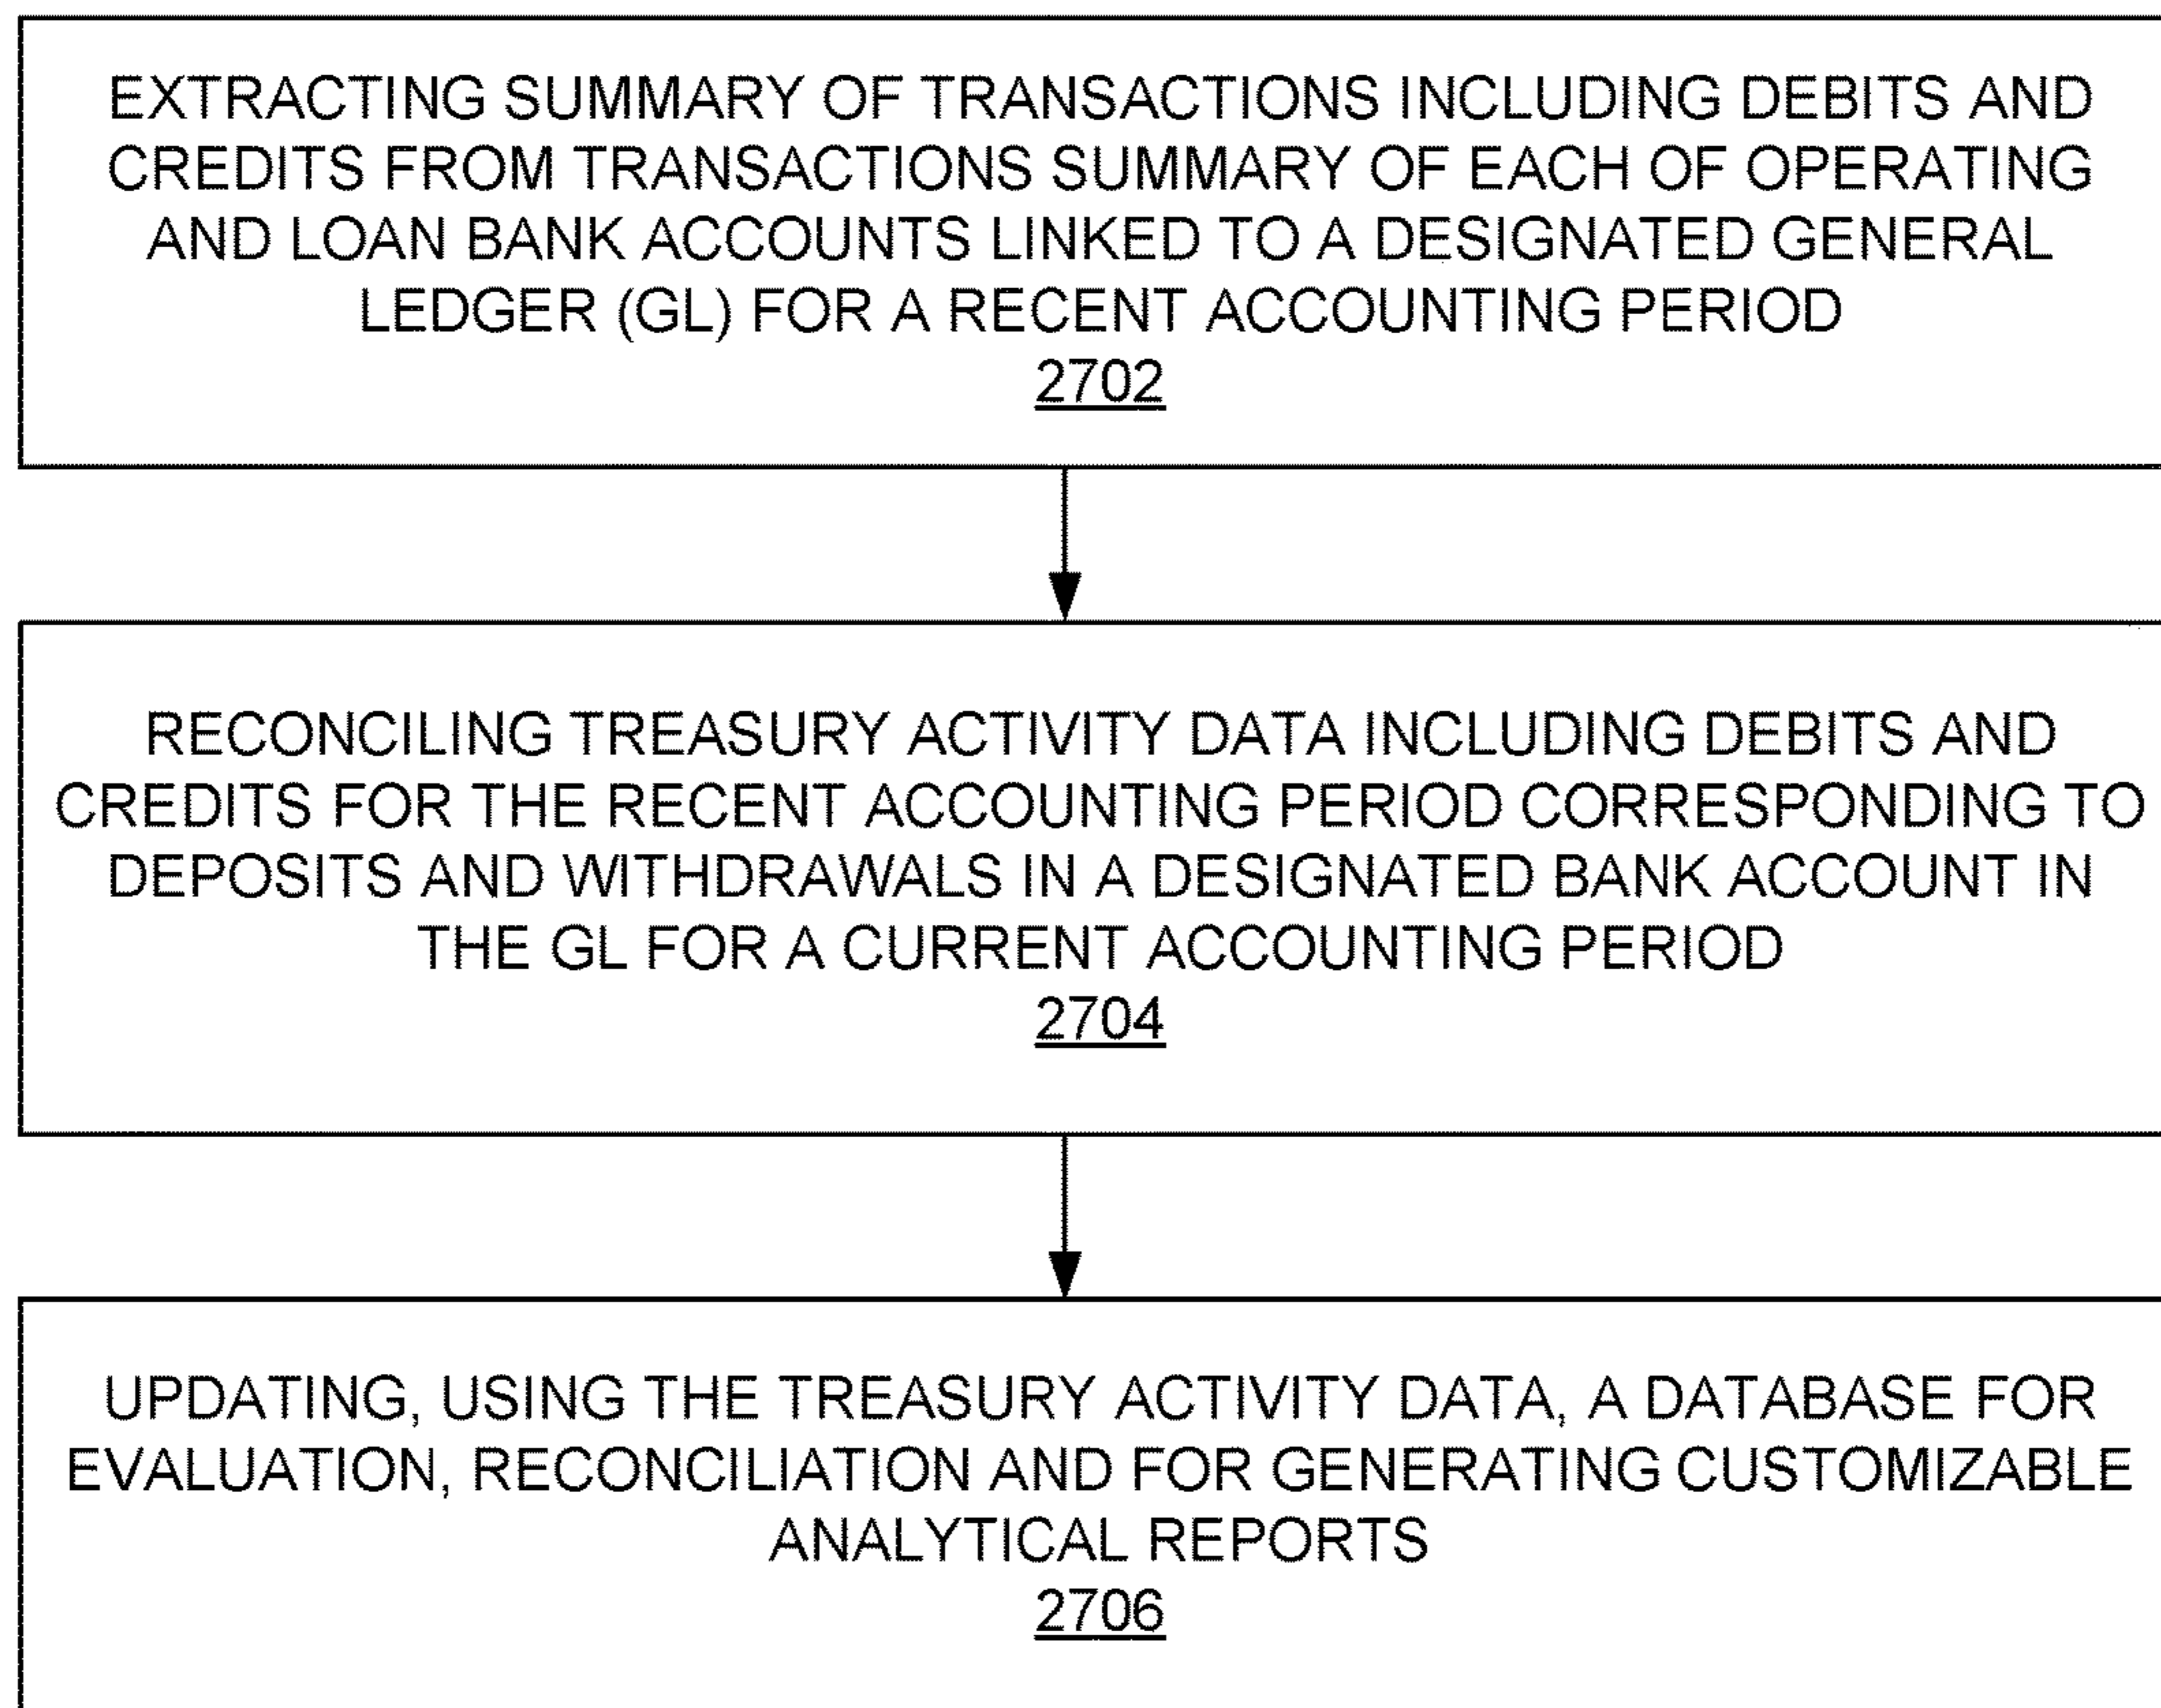 EXTRACTING SUMMARY OF TRANSACTIONS INCLUDING DEBITS AND
CREDITS FROM TRANSACTIONS SUMMARY OF EACH OF OPERATING
AND LOAN BANK ACCOUNTS LINKED TO A DESIGNATED GENERAL
LEDGER (GL) FOR A RECENT ACCOUNTING PERIOD
2702
RECONCILING TREASURY ACTIVITY DATA INCLUDING DEBITS AND
CREDITS FOR THE RECENT ACCOUNTING PERIOD CORRESPONDING TO
DEPOSITS AND WITHDRAWALS IN A DESIGNATED BANK ACCOUNT IN
THE GL FOR A CURRENT ACCOUNTING PERIOD
2704
UPDATING, USING THE TREASURY ACTIVITY DATA, A DATABASE FOR
EVALUATION, RECONCILIATION AND FOR GENERATING CUSTOMIZABLE
ANALYTICAL REPORTS
2706